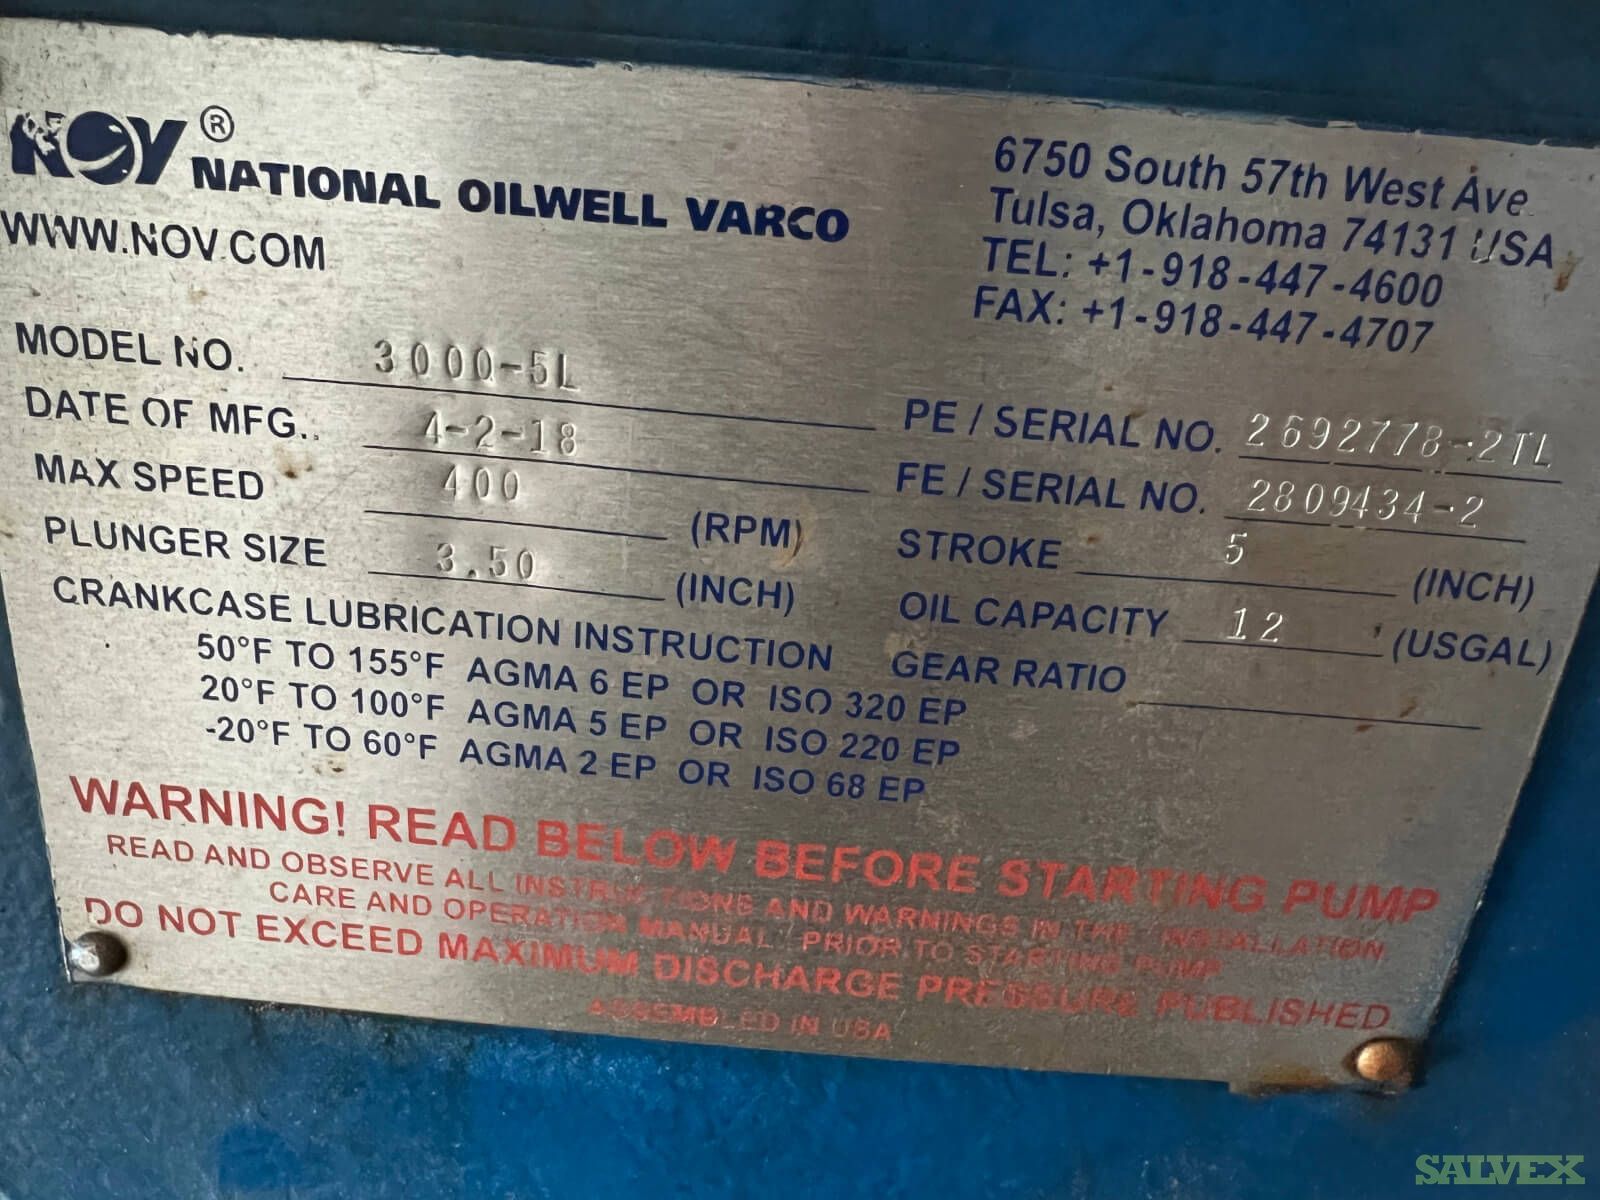 NOV ® NATIONAL OILWELL VARCO
WWW.NOV.COM
6750 South 57th West Ave
Tulsa, Oklahoma 74131 USA
TEL: +1-918-447-4600
FAX: +1-918-447-4707
MODEL NO. 3000-5L
DATE OF MFG.. 4-2-18
MAX SPEED 400 (RPM)
PLUNGER SIZE 3.50 (INCH)
PE / SERIAL NO. 2692778-2TL
FE / SERIAL NO. 2809434-2
STROKE 5 (INCH)
OIL CAPACITY 12 (USGAL)
GEAR RATIO
CRANKCASE LUBRICATION INSTRUCTION
50°F TO 155°F AGMA 6 EP OR ISO 320 EP
20°F TO 100°F AGMA 5 EP OR ISO 220 EP
-20°F TO 60°F AGMA 2 EP OR ISO 68 EP
WARNING! READ BELOW BEFORE STARTING PUMP
READ AND OBSERVE ALL INSTRUCTIONS AND WARNINGS IN THE "INSTALLATION,
CARE AND OPERATION MANUAL" PRIOR TO STARTING PUMP
DO NOT EXCEED MAXIMUM DISCHARGE PRESSURE PUBLISHED
ASSEMBLED IN USA
SALVEX